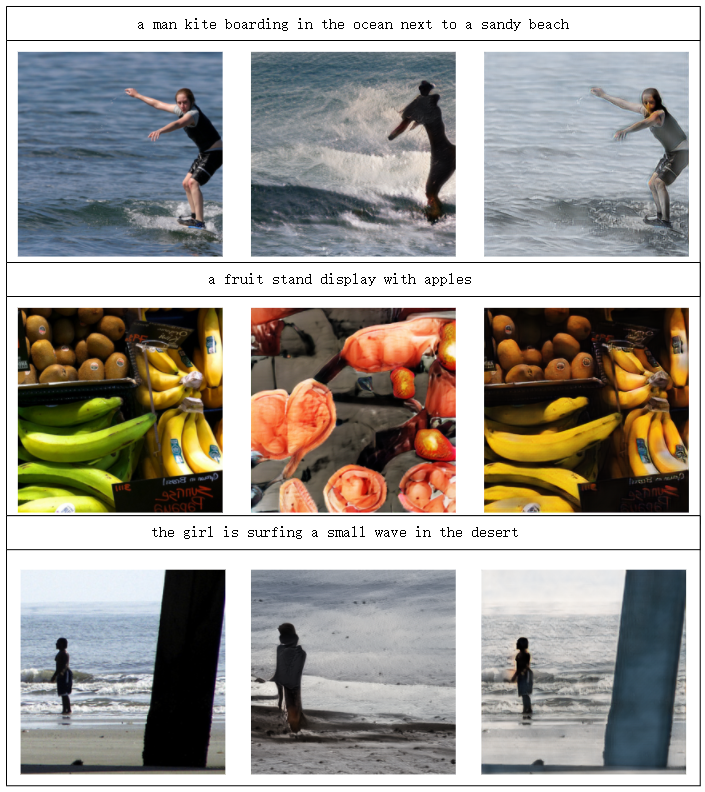 a man kite boarding in the ocean next to a sandy beach
a fruit stand display with apples
the girl is surfing a small wave in the desert